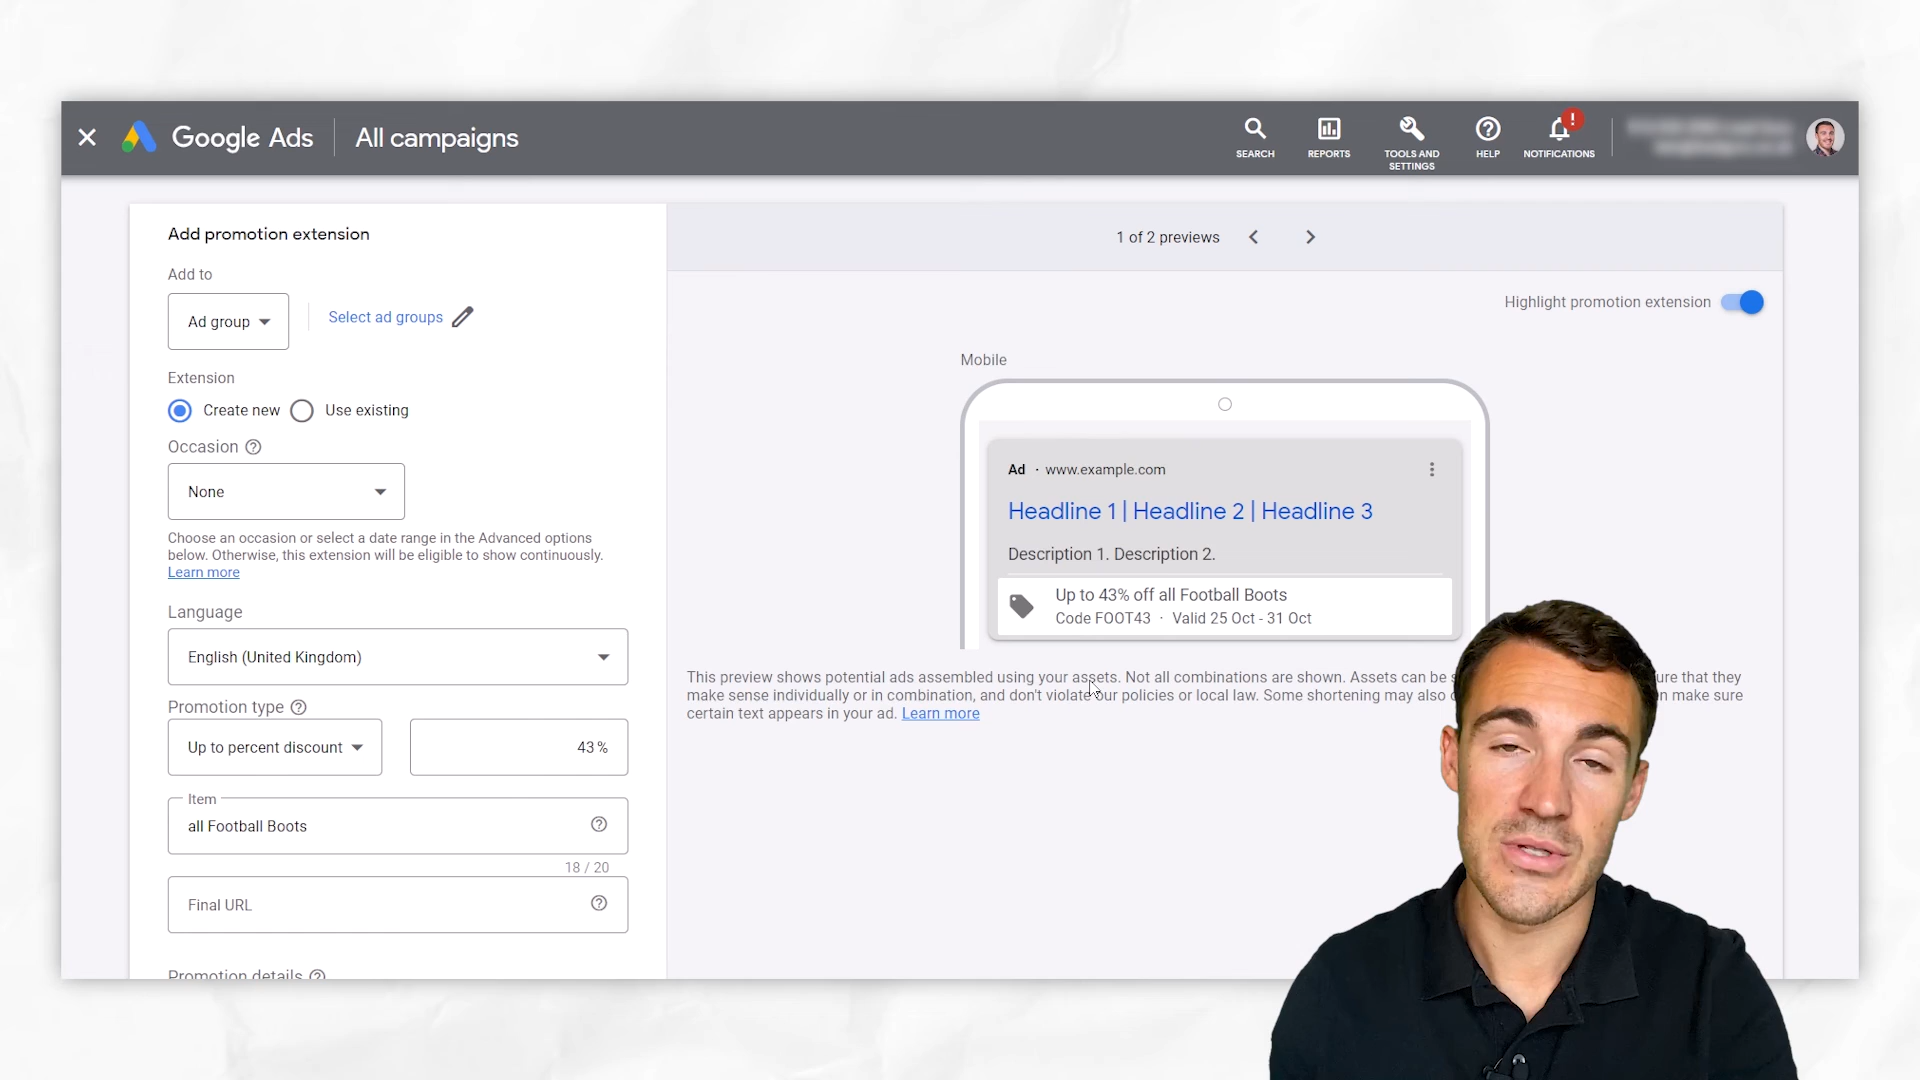 Google Ads
All campaigns
SEARCH
REPORTS
TOOLS AND
SETTINGS
HELP
!
NOTIFICATIONS
Add promotion extension
Add to
Ad group
Select ad groups
Extension
Create new
Use existing
Occasion
None
Choose an occasion or select a date range in the Advanced options
below. Otherwise, this extension will be eligible to show continuously.
Learn more
Language
English (United Kingdom)
Promotion type
Up to percent discount
43%
Item
all Football Boots
18 / 20
Final URL
Promotion details
1 of 2 previews
Highlight promotion extension
Mobile
Ad · www.example.com
Headline 1 | Headline 2 | Headline 3
Description 1. Description 2.
Up to 43% off all Football Boots
Code FOOT43 · Valid 25 Oct - 31 Oct
This preview shows potential ads assembled using your assets. Not all combinations are shown. Assets can be that they
make sense individually or in combination, and don't violate our policies or local law. Some shortening may also make sure
certain text appears in your ad. Learn more